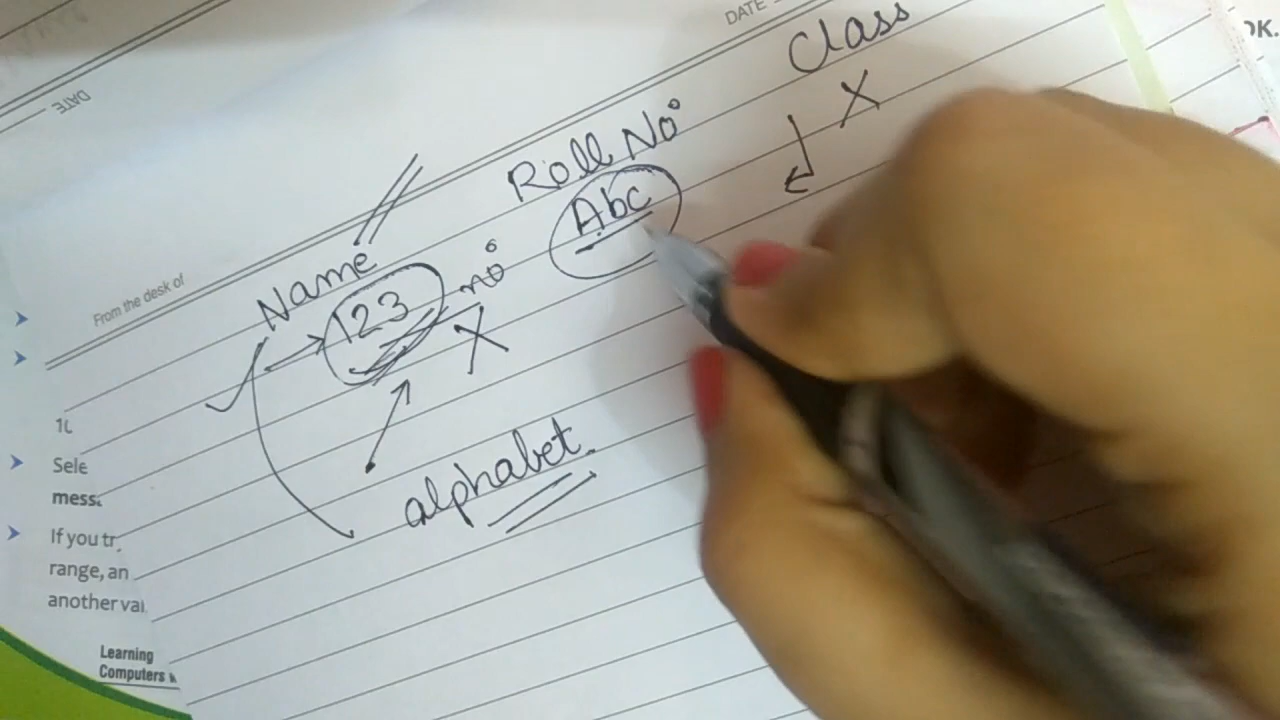 DATE
DATE
Class
X
OK.
Roll No
Abc
From the desk of
Name
123
no
X
alphabet.
Sele
mess
If you tr
range, an
another val
Learning
Computers